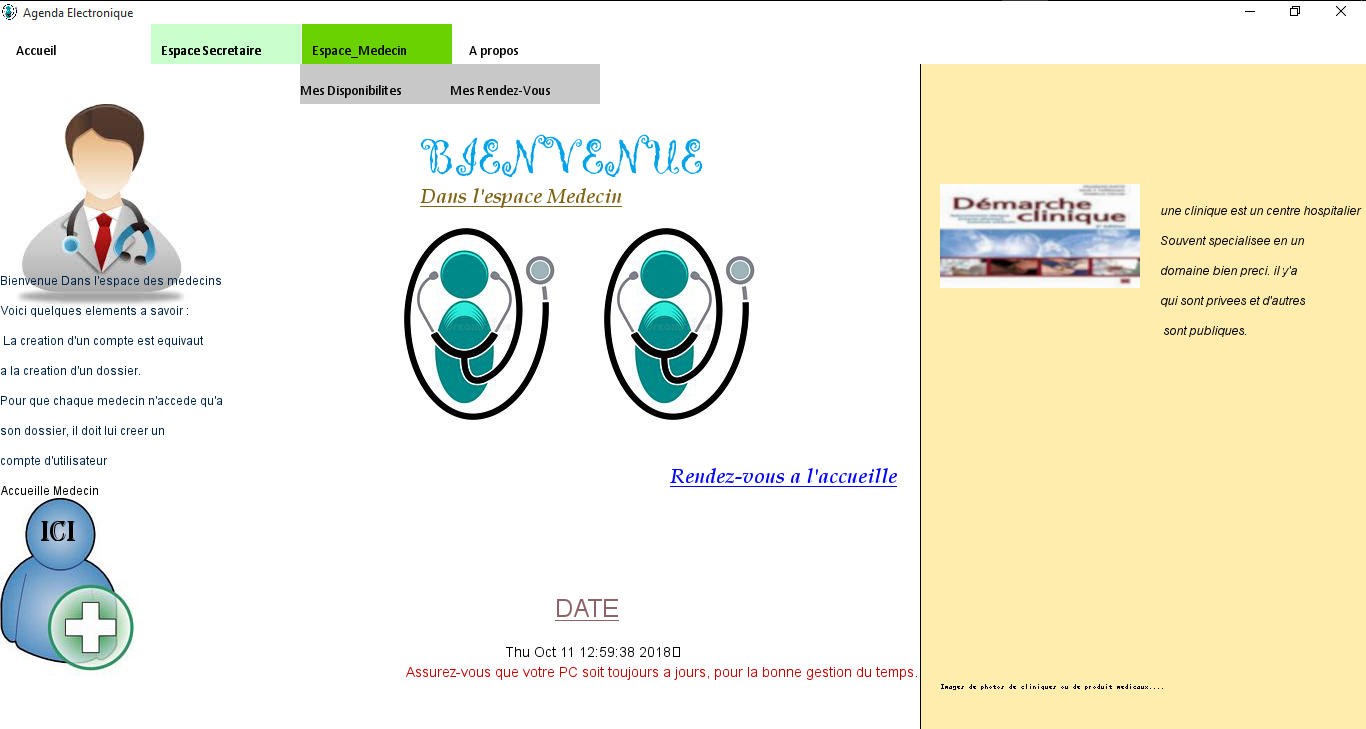 Agenda Electronique
Accueil
Espace Secretaire
Espace_Medecin
A propos
Mes Disponibilites
Mes Rendez-Vous
BIENVENUE
Dans l'espace Medecin
Bienvenue Dans l'espace des medecins
Voici quelques elements a savoir :
La creation d'un compte est equivaut
a la creation d'un dossier.
Pour que chaque medecin n'accede qu'a
son dossier, il doit lui creer un
compte d'utilisateur
Accueille Medecin
ICI
Rendez-vous a l'accueille
DATE
Thu Oct 11 12:59:38 2018
Assurez-vous que votre PC soit toujours a jours, pour la bonne gestion du temps.
Démarche
clinique
une clinique est un centre hospitalier
Souvent specialisee en un
domaine bien preci. il y'a
qui sont privees et d'autres
sont publiques.
Images de photos de cliniques ou de produit medicaux....